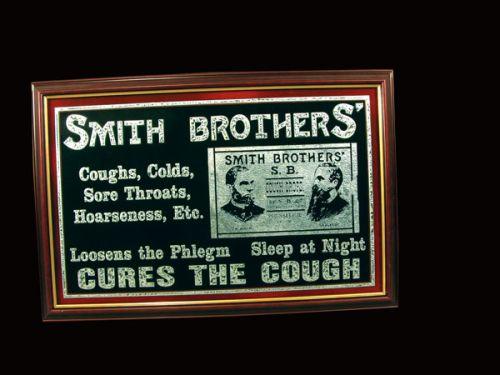 SMITH BROTHERS'
Coughs, Colds,
Sore Throats,
Hoarseness, Etc.
SMITH BROTHERS'
S. B.
Loosens the Phlegm Sleep at Night
CURES THE COUGH